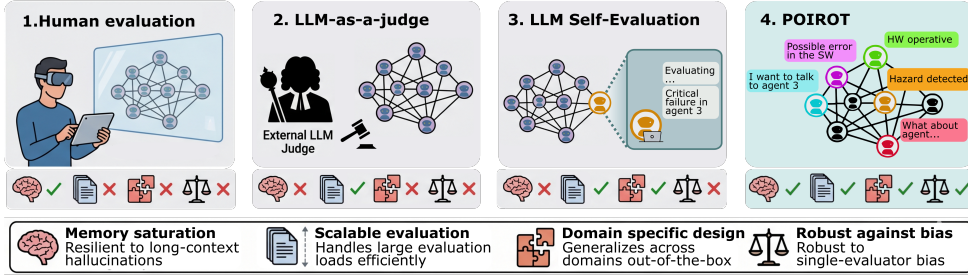 1.Human evaluation
2. LLM-as-a-judge
External LLM
Judge
3. LLM Self-Evaluation
Evaluating
...
Critical
failure in
agent 3
4. POIROT
HW operative
Possible error
in the SW
I want to talk
to agent 3
Hazard detected
What about
agent...
Memory saturation
Resilient to long-context
hallucinations
Scalable evaluation
Handles large evaluation
loads efficiently
Domain specific design
Generalizes across
domains out-of-the-box
Robust against bias
Robust to
single-evaluator bias